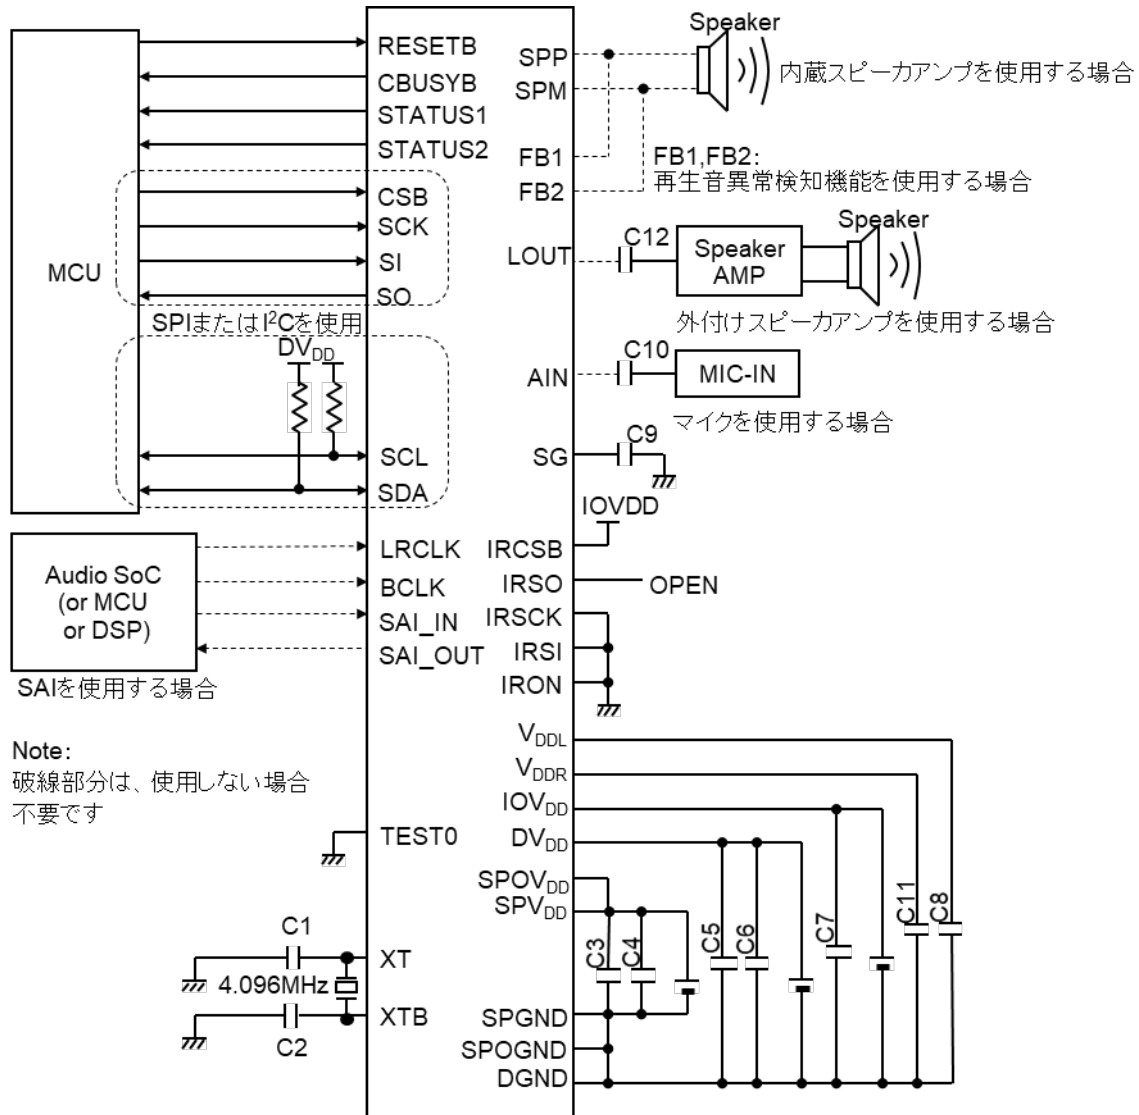 MCU
RESETB
CBUSYB
STATUS1
STATUS2
CSB
SCK
SI
SO
SPIまたはI²Cを使用
DVDD
SCL
SDA
Audio SoC
(or MCU
or DSP)
LRCLK
BCLK
SAI_IN
SAI_OUT
SAIを使用する場合
Note:
破線部分は、使用しない場合
不要です
TEST0
C1
XT
4.096MHz
XTB
C2
Speaker
SPP
SPM
内蔵スピーカアンプを使用する場合
FB1
FB2
FB1,FB2:
再生音異常検知機能を使用する場合
LOUT
C12
Speaker
AMP
Speaker
外付けスピーカアンプを使用する場合
AIN
C10
MIC-IN
マイクを使用する場合
SG
C9
IOVDD
IRCSB
IRSO
OPEN
IRSCK
IRSI
IRON
VDDL
VDDR
IOVDD
DVDD
SPOVDD
SPVDD
C3
C4
C5
C6
C7
C11
C8
SPGND
SPOGND
DGND